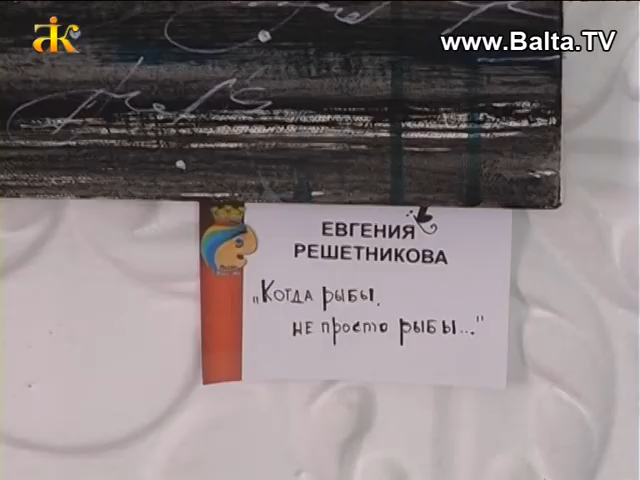 www.Balta.TV
ЕВГЕНИЯ
РЕШЕТНИКОВА
„Когда рыбы,
не просто рыбы..."